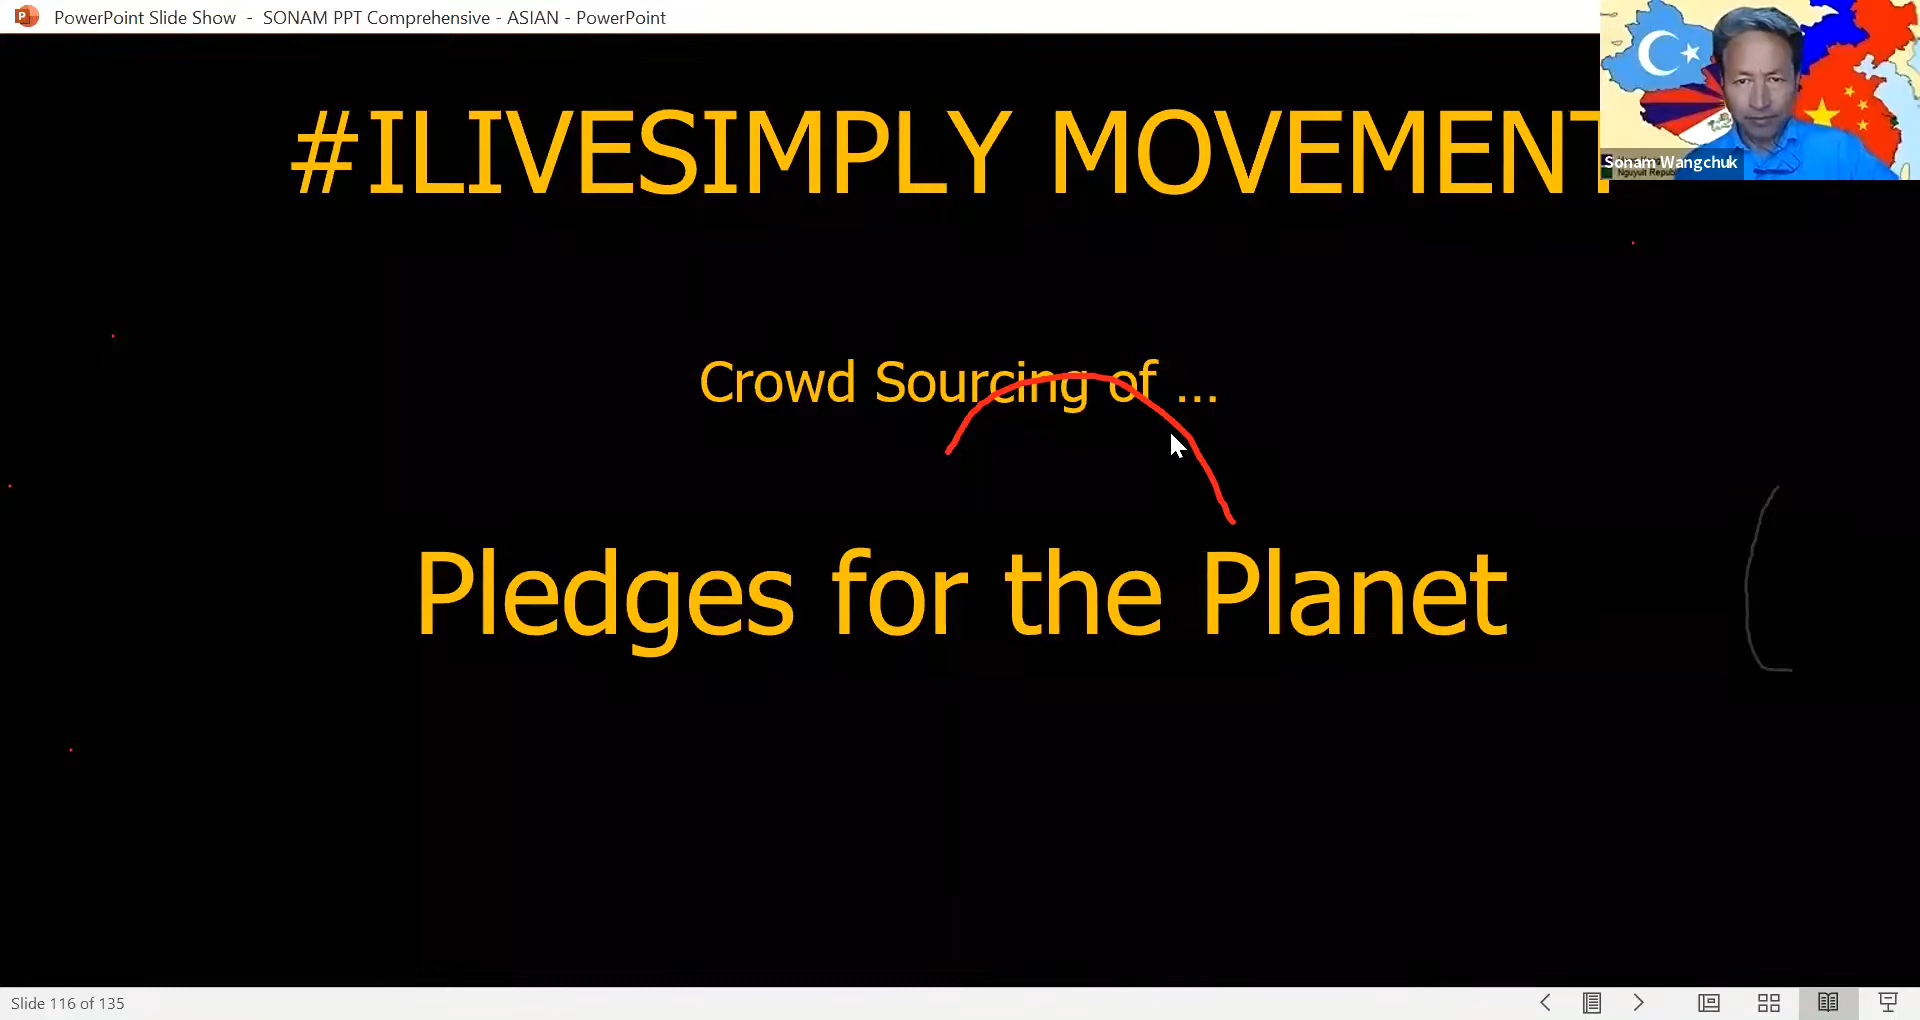 PowerPoint Slide Show - SONAM PPT Comprehensive - ASIAN - PowerPoint
#ILIVESIMPLY MOVEMENT
Sonam Wangchuk
Crowd Sourcing of ...
Pledges for the Planet
Slide 116 of 135